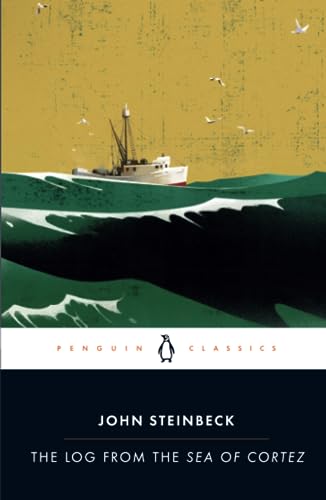 PENGUIN CLASSICS
JOHN STEINBECK
THE LOG FROM THE SEA OF CORTEZ